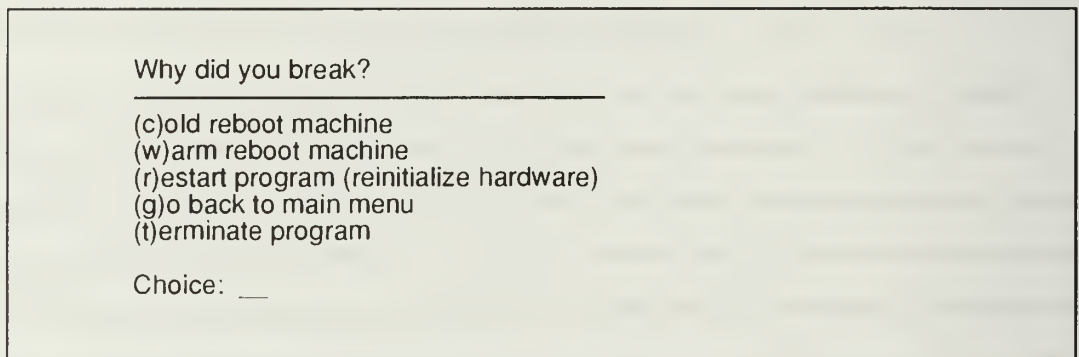 Why did you break?
(c)old reboot machine
(w)arm reboot machine
(r)estart program (reinitialize hardware)
(g)o back to main menu
(t)erminate program
Choice: __